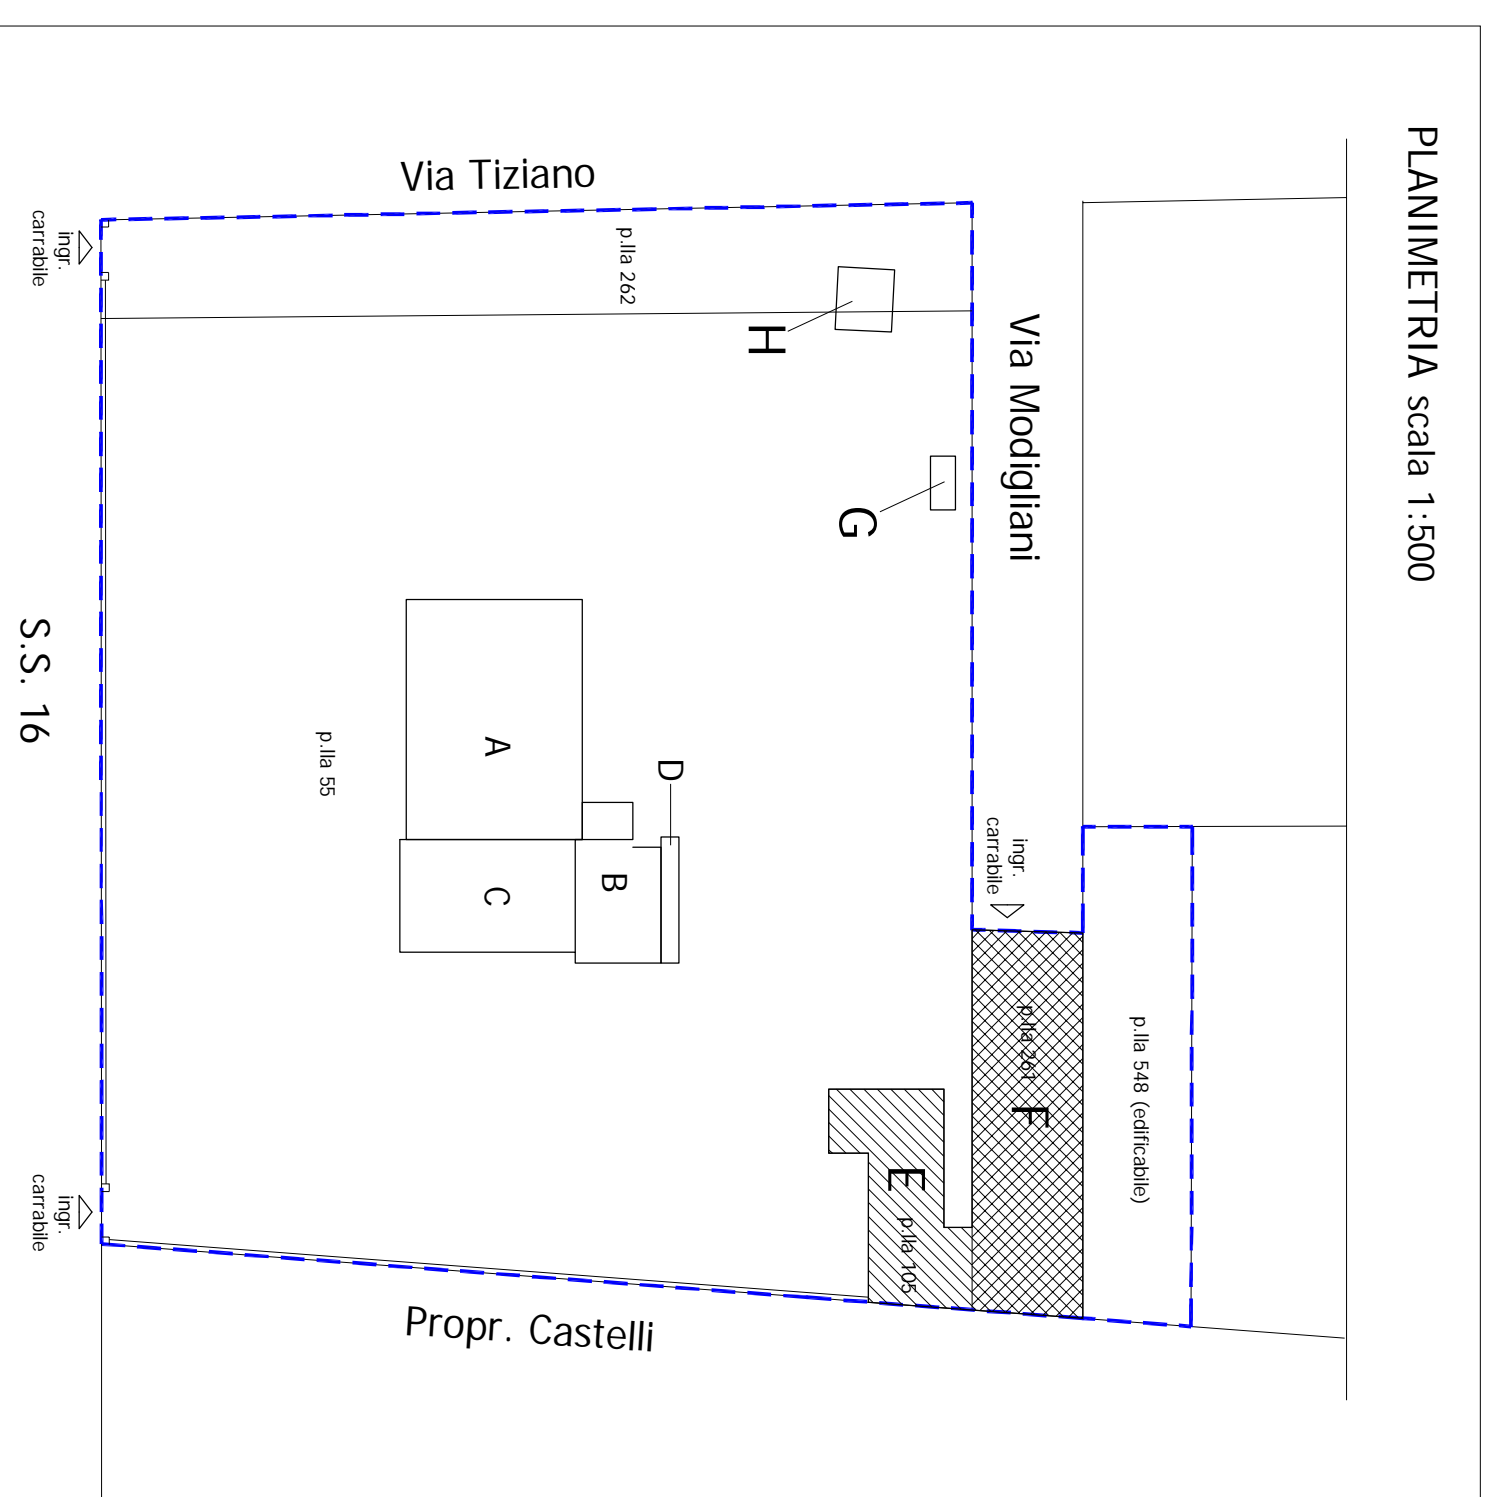 PLANIMETRIA scala 1:500
Via Tiziano
ingr.
carrabile
p.lla 262
H
Via Modigliani
G
S.S. 16
p.lla 55
A
D
B
C
ingr.
carrabile
p.lla 261
F
p.lla 548 (edificabile)
E
p.lla 105
ingr.
carrabile
Propr. Castelli